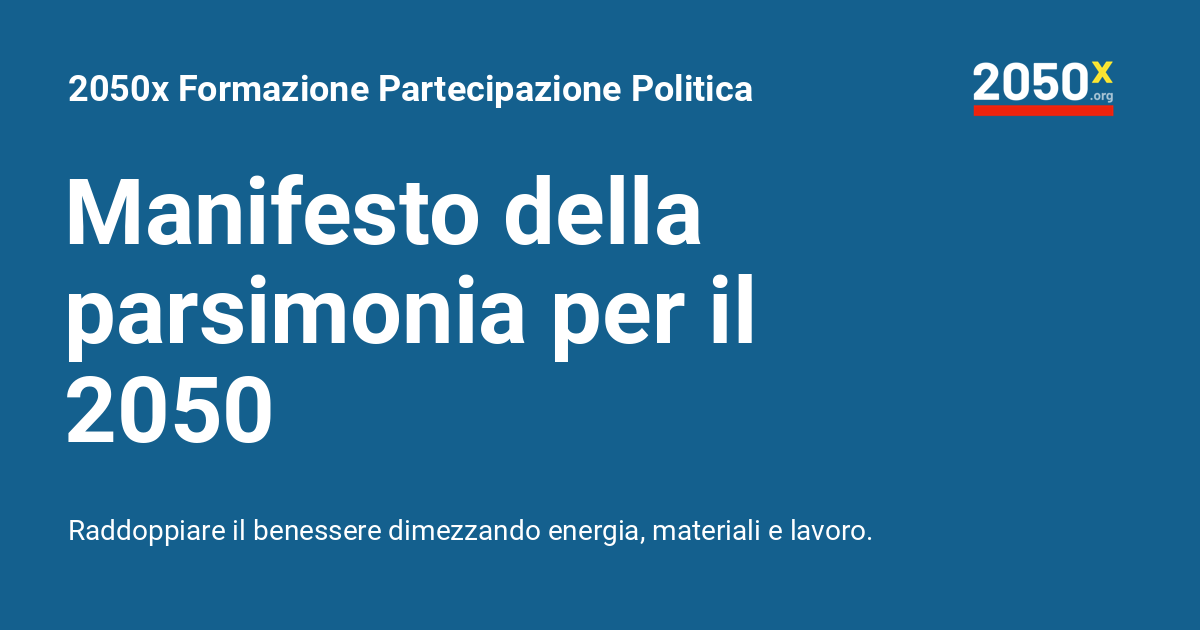 2050x Formazione Partecipazione Politica
2050x
.org
Manifesto della
parsimonia per il
2050
Raddoppiare il benessere dimezzando energia, materiali e lavoro.